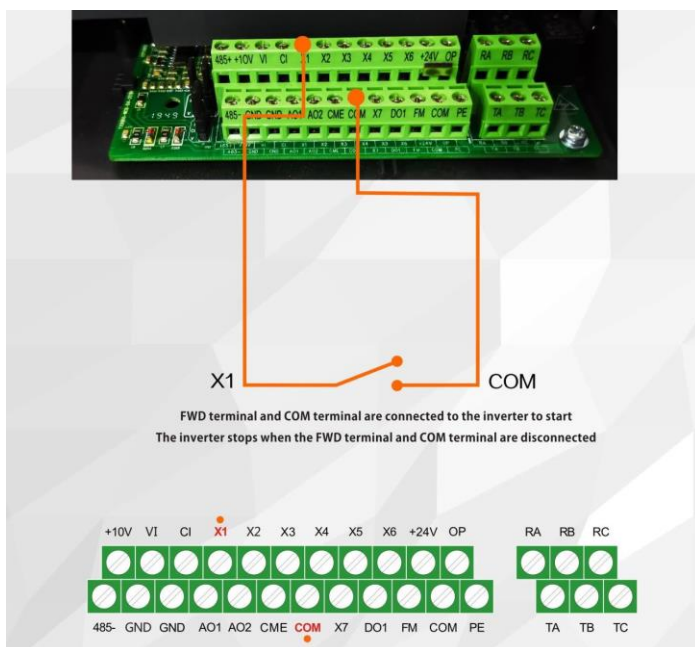 485+ +10V VI CI X1 X2 X3 X4 X5 X6 +24V OP RA RB RC
485- GND GND AO1 AO2 CME COM X7 DO1 FM COM PE TA TB TC
1949
X1 COM
FWD terminal and COM terminal are connected to the inverter to start
The inverter stops when the FWD terminal and COM terminal are disconnected
+10V VI CI X1 X2 X3 X4 X5 X6 +24V OP RA RB RC
485- GND GND AO1 AO2 CME COM X7 DO1 FM COM PE TA TB TC